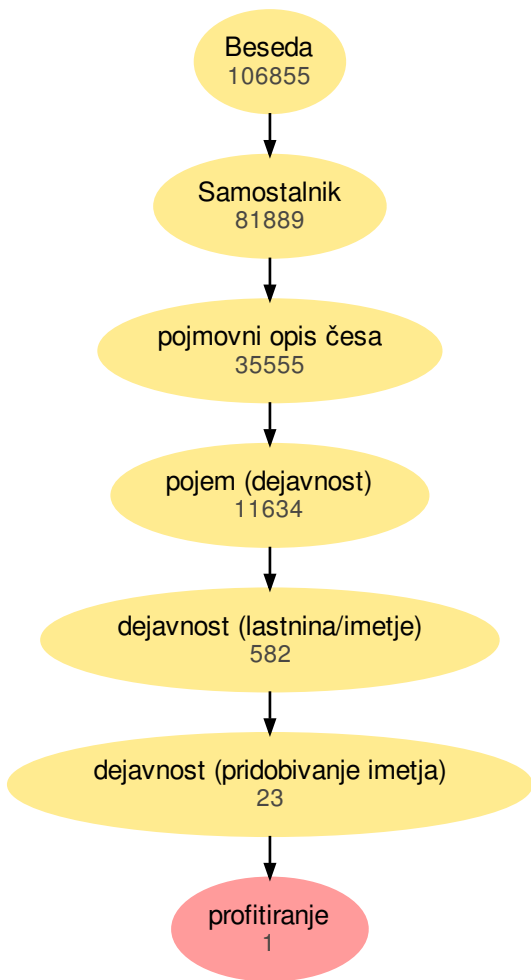 Beseda
106855
Samostalnik
81889
pojmovni opis česa
35555
pojem (dejavnost)
11634
dejavnost (lastnina/imetje)
582
dejavnost (pridobivanje imetja)
23
profitiranje
1